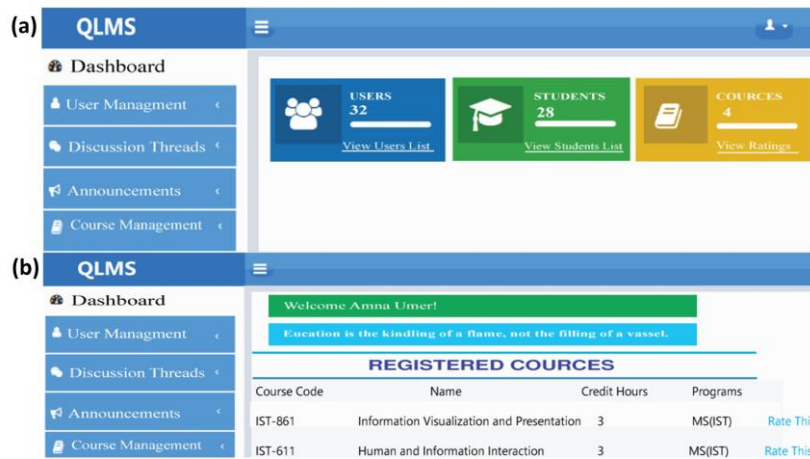 (a)
QLMS
Dashboard
User Managment
Discussion Threads
Announcements
Course Management
USERS
32
View Users List
STUDENTS
28
View Students List
COURCES
4
View Ratings
(b)
QLMS
Dashboard
User Managment
Discussion Threads
Announcements
Course Management
Welcome Amna Umer!
Eucation is the kindling of a flame, not the filling of a vassel.
REGISTERED COURCES
Course Code Name Credit Hours Programs
IST-861 Information Visualization and Presentation 3 MS(IST) Rate Thi
IST-611 Human and Information Interaction 3 MS(IST) Rate This